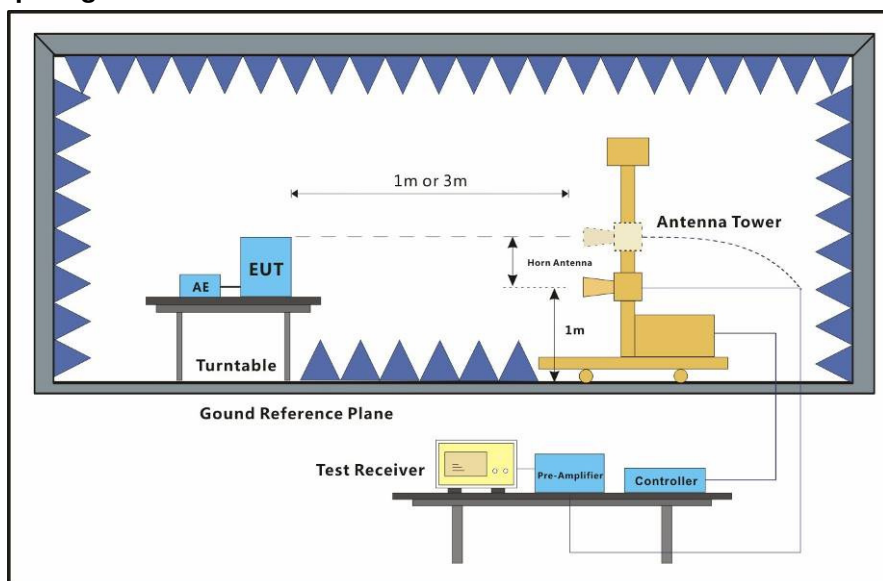 1m or 3m
Antenna Tower
Horn Antenna
EUT
AE
1m
Turntable
Gound Reference Plane
Test Receiver
Pre-Amplifier
Controller